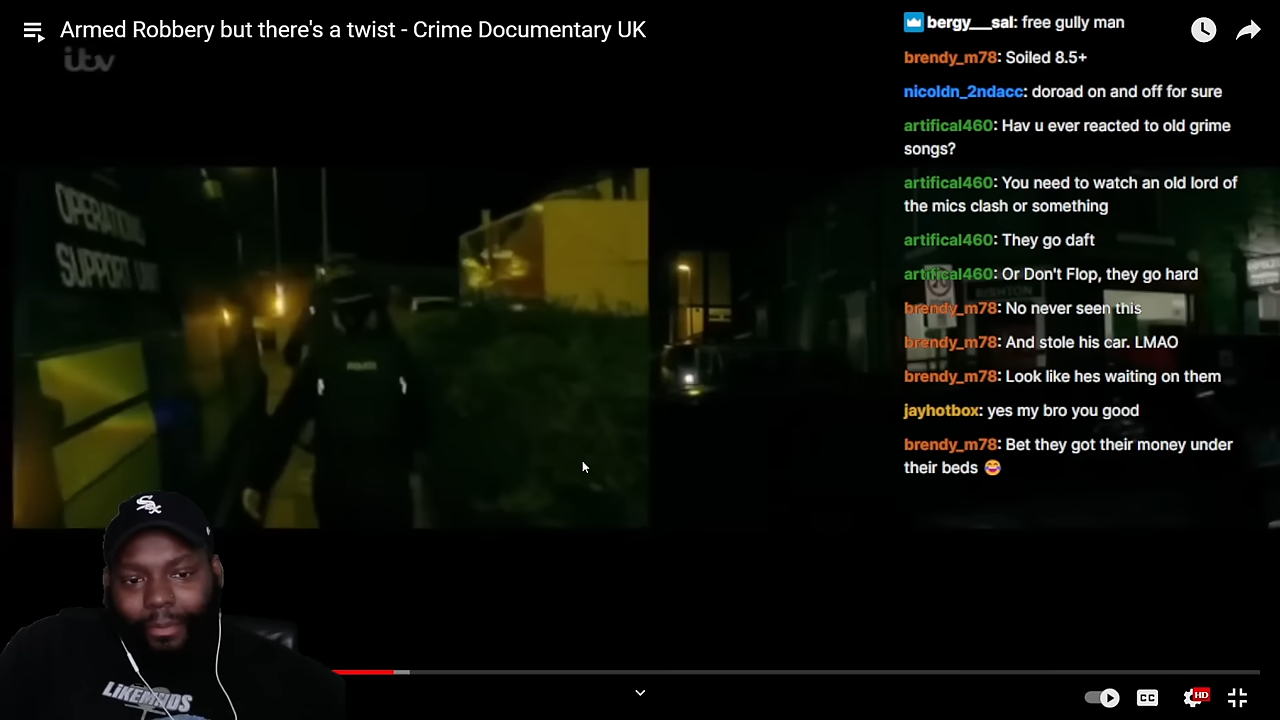 Armed Robbery but there's a twist - Crime Documentary UK
itv
bergy___sal: free gully man
brendy_m78: Soiled 8.5+
nicoldn_2ndacc: doroad on and off for sure
artifical460: Hav u ever reacted to old grime
songs?
artifical460: You need to watch an old lord of
the mics clash or something
artifical460: They go daft
artifical460: Or Don't Flop, they go hard
brendy_m78: No never seen this
brendy_m78: And stole his car. LMAO
brendy_m78: Look like hes waiting on them
jayhotbox: yes my bro you good
brendy_m78: Bet they got their money under
their beds 😂
OPERATIONS
SUPPORT UNIT
POLICE
20
Sox
LIKEMINDS
CC
HD